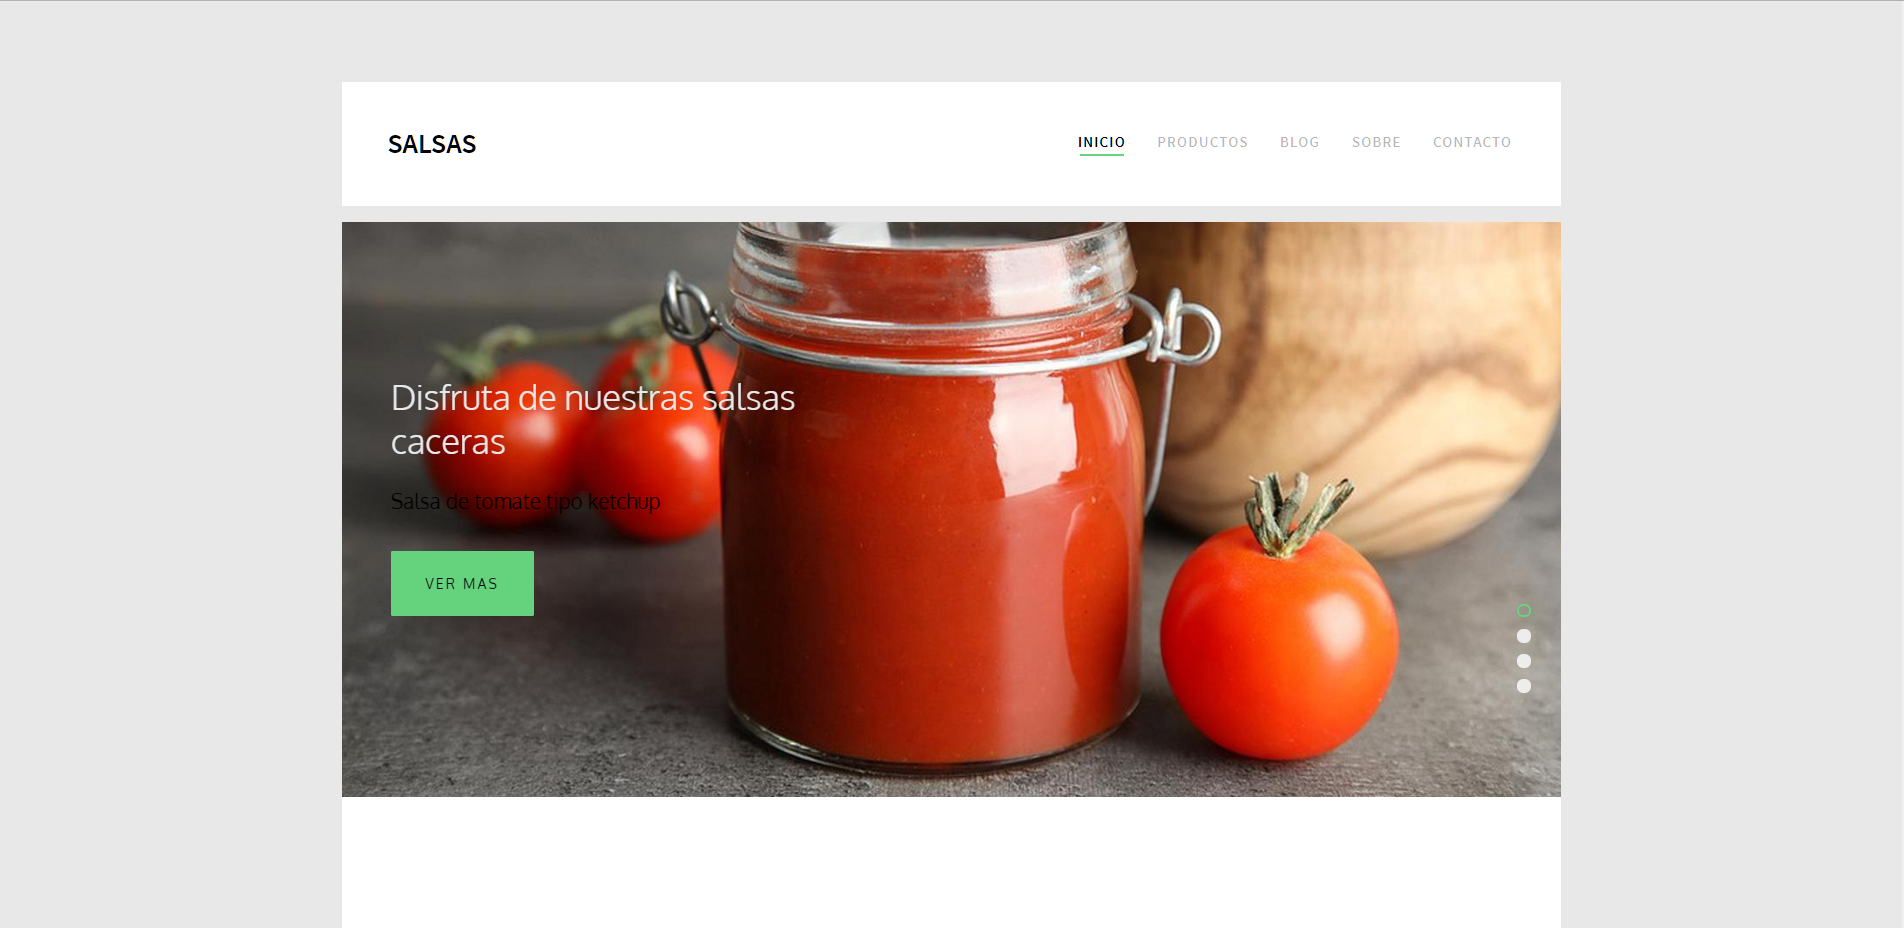 SALSAS
INICIO PRODUCTOS BLOG SOBRE CONTACTO
Disfruta de nuestras salsas
caceras
Salsa de tomate tipo ketchup
VER MAS